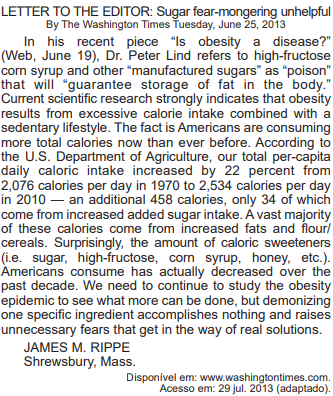 LETTER TO THE EDITOR: Sugar fear-mongering unhelpful
By The Washington Times Tuesday, June 25, 2013
In his recent piece “Is obesity a disease?”
(Web, June 19), Dr. Peter Lind refers to high-fructose
corn syrup and other “manufactured sugars” as “poison”
that will “guarantee storage of fat in the body.”
Current scientific research strongly indicates that obesity
results from excessive calorie intake combined with a
sedentary lifestyle. The fact is Americans are consuming
more total calories now than ever before. According to
the U.S. Department of Agriculture, our total per-capita
daily caloric intake increased by 22 percent from
2,076 calories per day in 1970 to 2,534 calories per day
in 2010 — an additional 458 calories, only 34 of which
come from increased added sugar intake. A vast majority
of these calories come from increased fats and flour/
cereals. Surprisingly, the amount of caloric sweeteners
(i.e. sugar, high-fructose, corn syrup, honey, etc.).
Americans consume has actually decreased over the
past decade. We need to continue to study the obesity
epidemic to see what more can be done, but demonizing
one specific ingredient accomplishes nothing and raises
unnecessary fears that get in the way of real solutions.
JAMES M. RIPPE
Shrewsbury, Mass.
Disponível em: www.washingtontimes.com.
Acesso em: 29 jul. 2013 (adaptado).